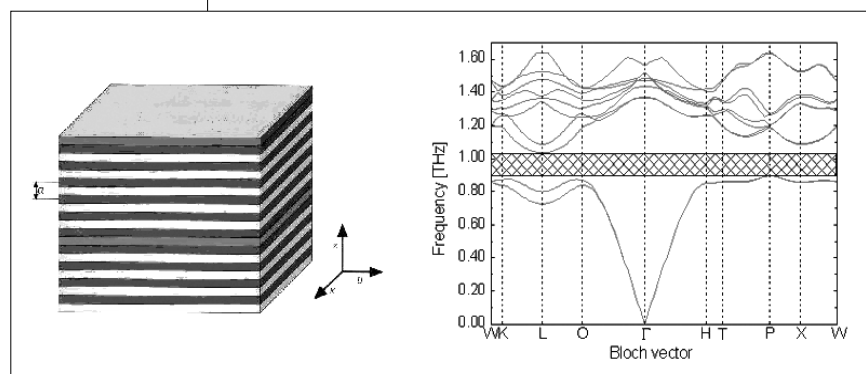 a
z
x
θ
Frequency [THz]
1.60
1.40
1.20
1.00
0.80
0.60
0.40
0.20
0.00
W K L O Γ H T P X W
Bloch vector